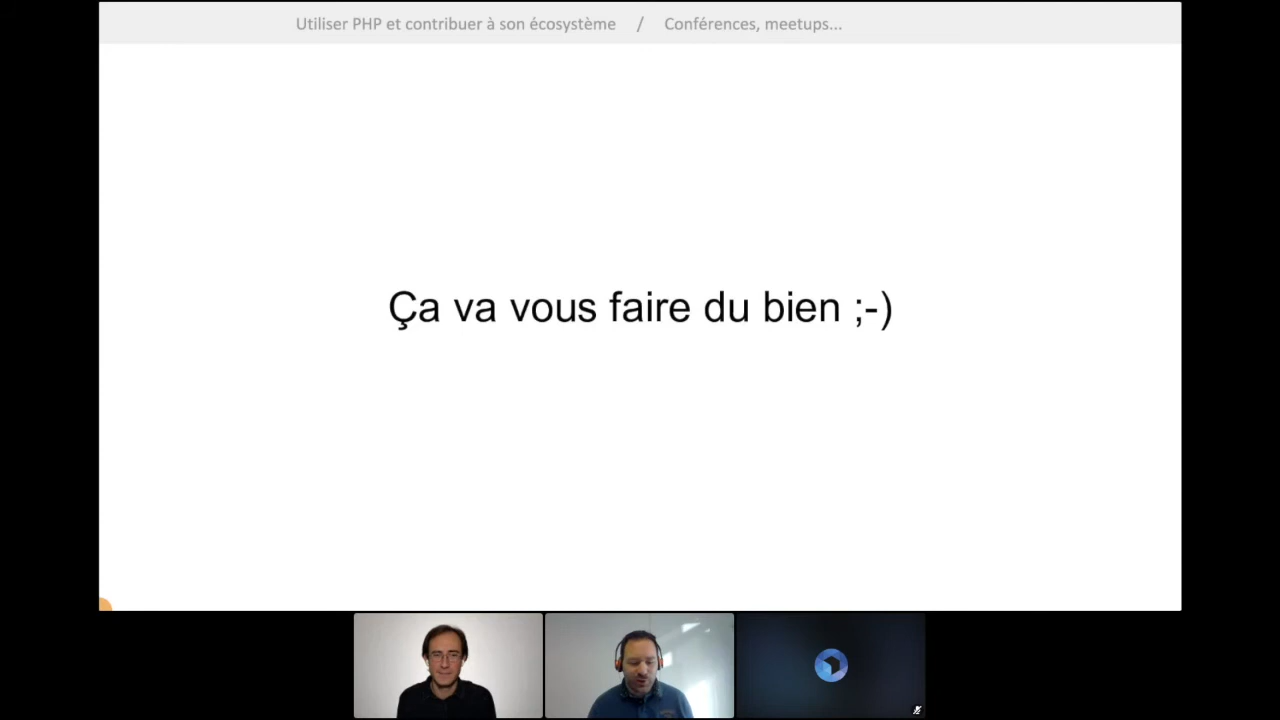 Utiliser PHP et contribuer à son écosystème / Conférences, meetups...
Ça va vous faire du bien ;-)